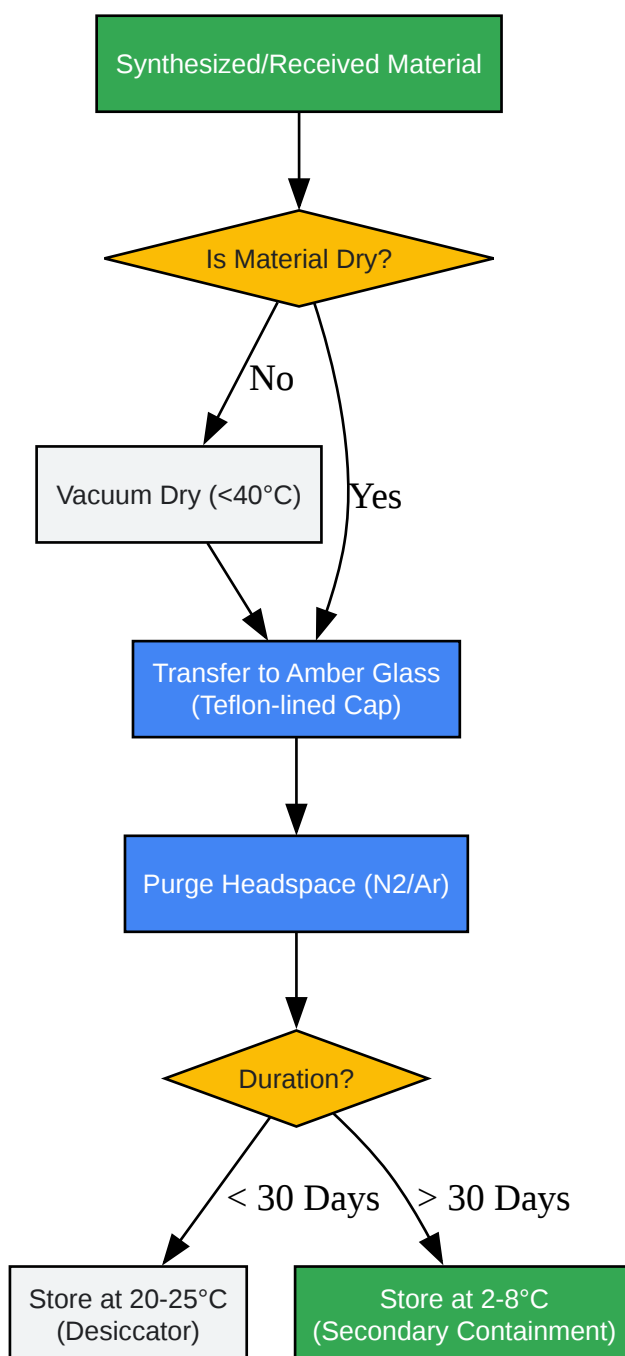 Synthesized/Received Material
Is Material Dry?
No
Vacuum Dry (<40°C)
Yes
Transfer to Amber Glass
(Teflon-lined Cap)
Purge Headspace (N2/Ar)
Duration?
< 30 Days
> 30 Days
Store at 20-25°C
(Desiccator)
Store at 2-8°C
(Secondary Containment)